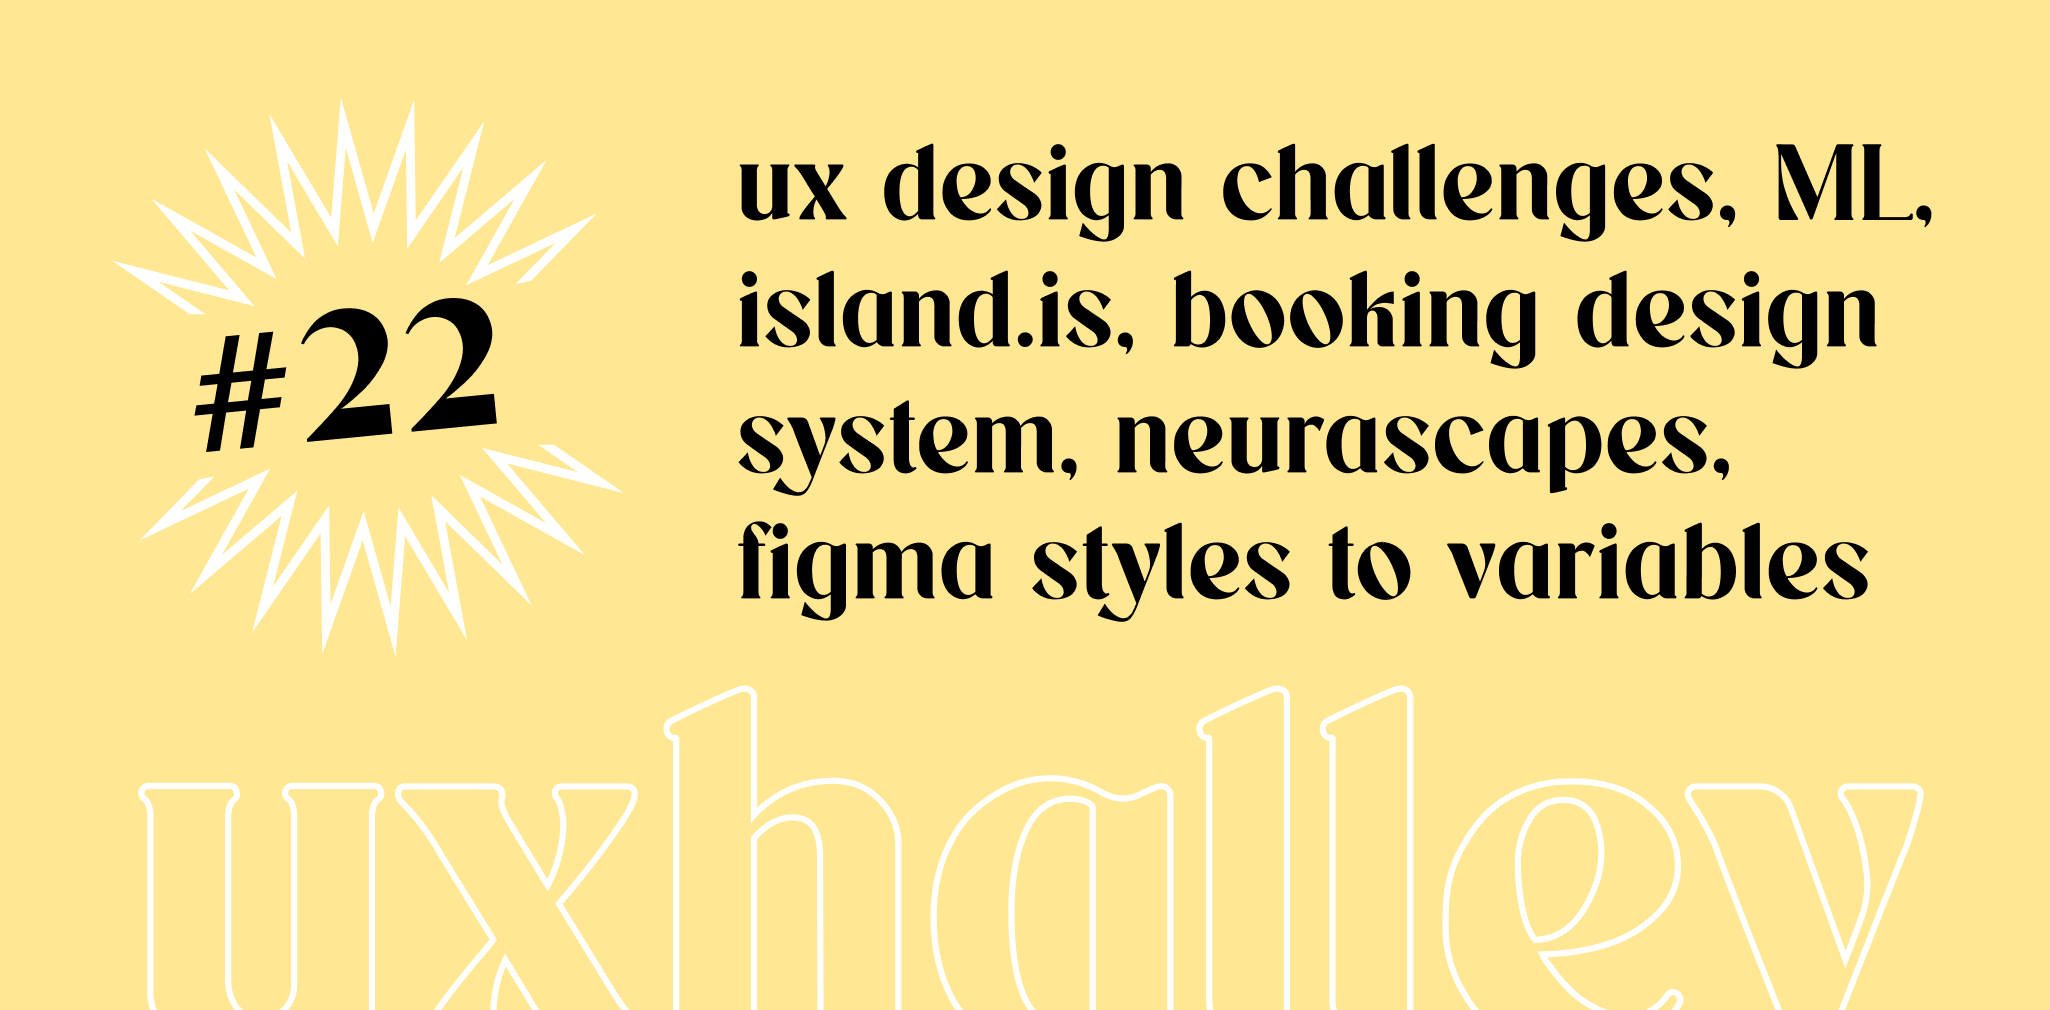 #22
ux design challenges, ML,
island.is, booking design
system, neurascapes,
figma styles to variables
uxhalley